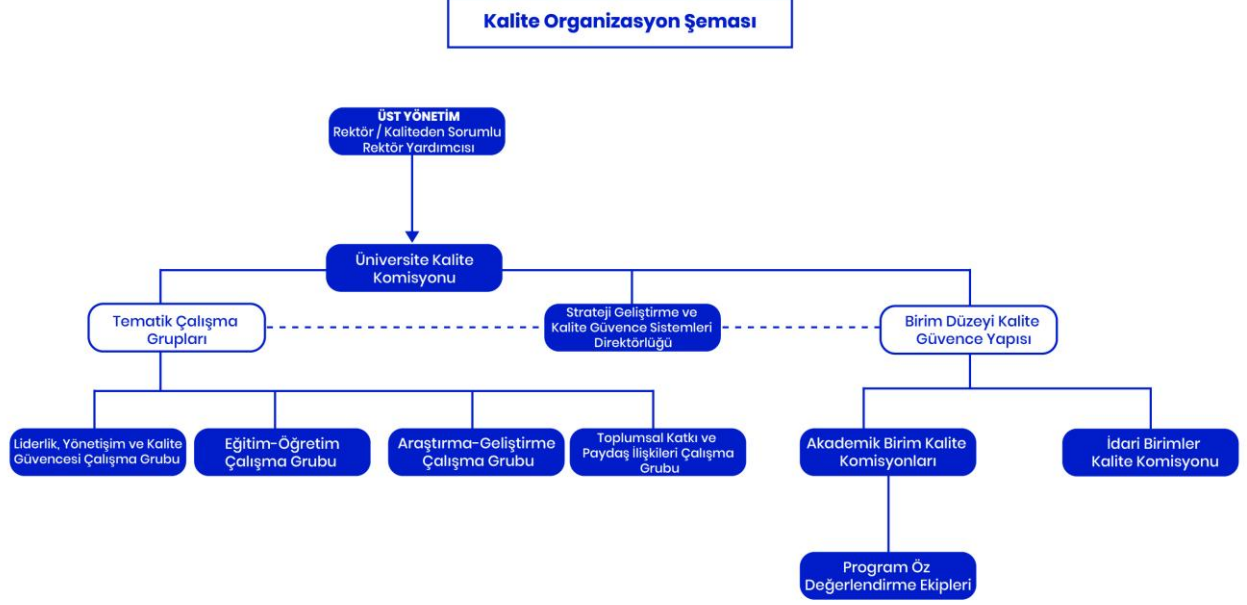 Kalite Organizasyon Şeması
ÜST YÖNETİM
Rektör / Kaliteden Sorumlu
Rektör Yardımcısı
Üniversite Kalite
Komisyonu
Tematik Çalışma
Grupları
Strateji Geliştirme ve
Kalite Güvence Sistemleri
Direktörlüğü
Birim Düzeyi Kalite
Güvence Yapısı
Liderlik, Yönetişim ve Kalite
Güvencesi Çalışma Grubu
Eğitim-Öğretim
Çalışma Grubu
Araştırma-Geliştirme
Çalışma Grubu
Toplumsal Katkı ve
Paydaş İlişkileri Çalışma
Grubu
Akademik Birim Kalite
Komisyonları
İdari Birimler
Kalite Komisyonu
Program Öz
Değerlendirme Ekipleri